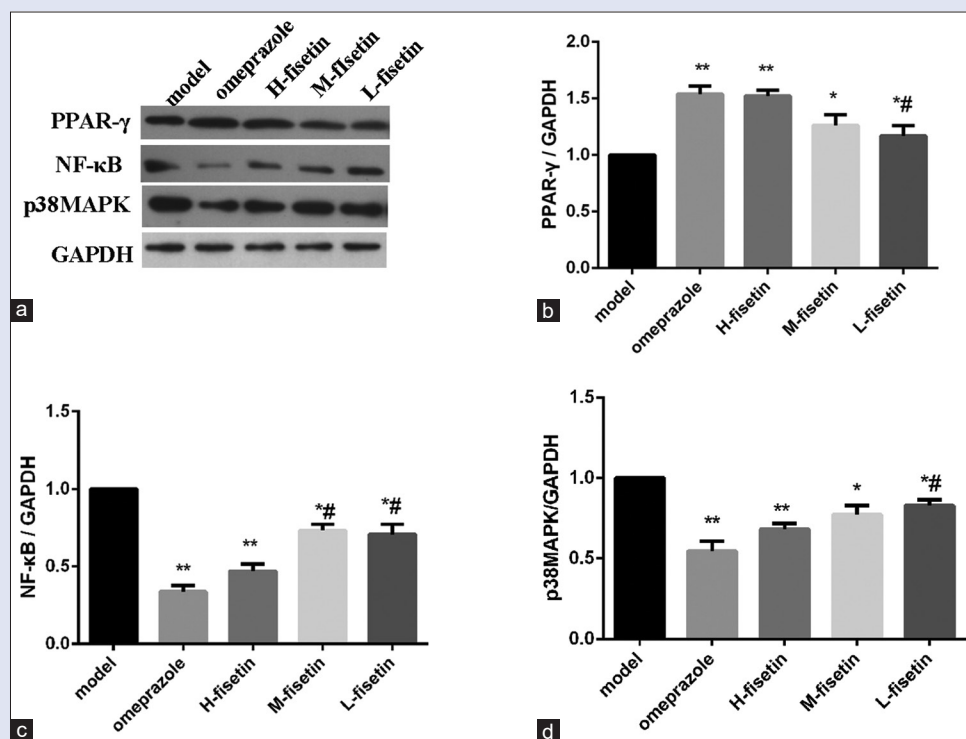 model omeprazole H-fisetin M-fIsetin L-fisetin
PPAR-γ
NF-κB
p38MAPK
GAPDH
a
PPAR-γ / GAPDH
2.0
1.5
1.0
0.5
0.0
** ** * *#
model omeprazole H-fisetin M-fisetin L-fisetin
b
NF-κB / GAPDH
1.5
1.0
0.5
0.0
** ** *# *#
model omeprazole H-fisetin M-fisetin L-fisetin
c
p38MAPK/GAPDH
1.5
1.0
0.5
0.0
** ** * *#
model omeprazole H-fisetin M-fisetin L-fisetin
d